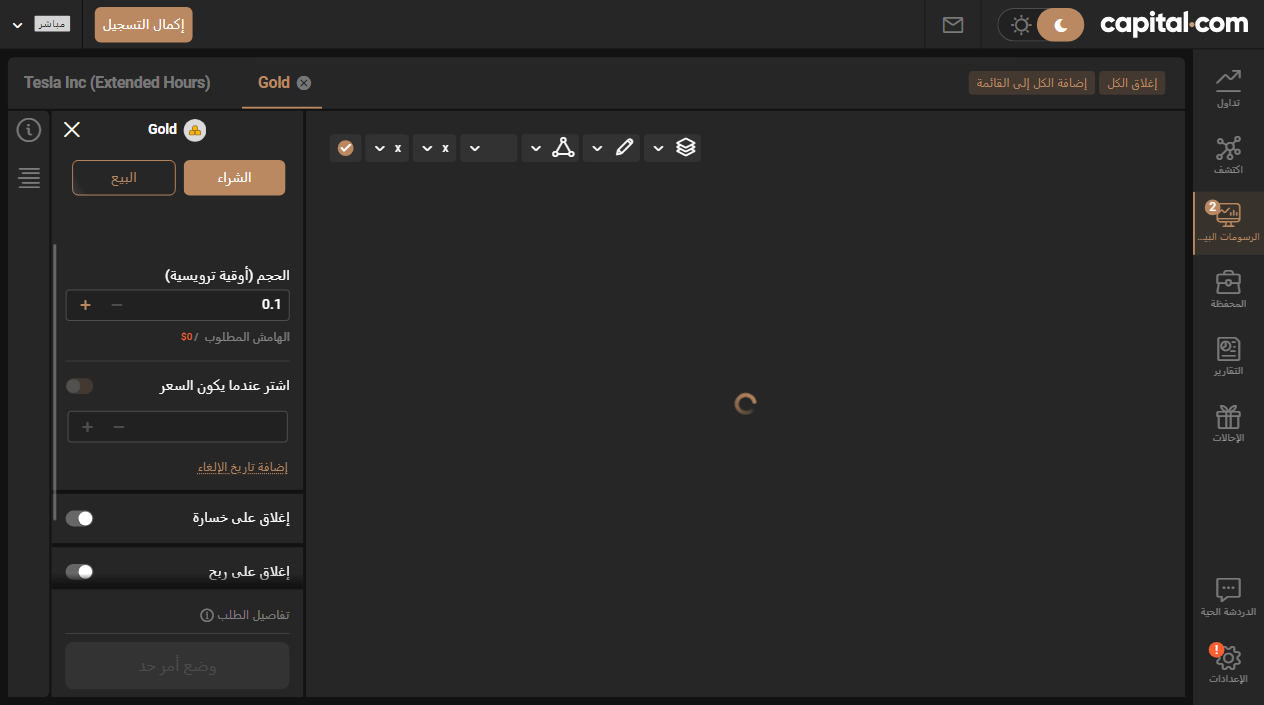 capital.com
إكمال التسجيل
مباشر
Tesla Inc (Extended Hours)
Gold
إضافة الكل إلى القائمة
إغلاق الكل
تداول
اكتشف
2
الرسومات البيـ...
المحفظة
التقارير
الإحالات
الدردشة الحية
!
الإعدادات
Gold
الشراء
البيع
x
x
الحجم (أوقية ترويسية)
0.1
الهامش المطلوب / $0
اشتر عندما يكون السعر
إضافة تاريخ الإلغاء
إغلاق على خسارة
إغلاق على ربح
تفاصيل الطلب
وضع أمر حد